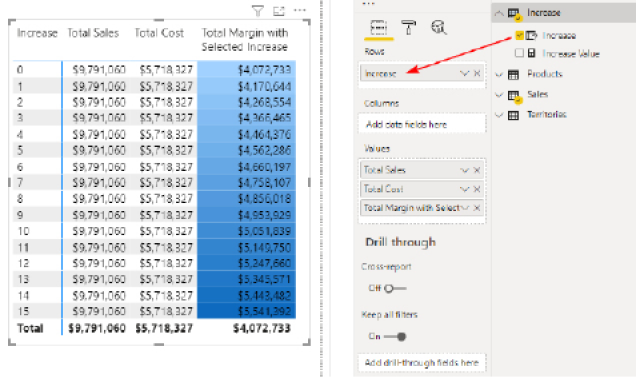 Increase Total Sales Total Cost Total Margin with
Selected Increase
0 $9,791,060 $5,718,327 $4,072,733
1 $9,791,060 $5,718,327 $4,170,644
2 $9,791,060 $5,718,327 $4,268,554
3 $9,791,060 $5,718,327 $4,366,465
4 $9,791,060 $5,718,327 $4,464,376
5 $9,791,060 $5,718,327 $4,562,286
6 $9,791,060 $5,718,327 $4,660,197
7 $9,791,060 $5,718,327 $4,758,107
8 $9,791,060 $5,718,327 $4,856,018
9 $9,791,060 $5,718,327 $4,953,929
10 $9,791,060 $5,718,327 $5,051,839
11 $9,791,060 $5,718,327 $5,149,750
12 $9,791,060 $5,718,327 $5,247,660
13 $9,791,060 $5,718,327 $5,345,571
14 $9,791,060 $5,718,327 $5,443,482
15 $9,791,060 $5,718,327 $5,541,392
Total $9,791,060 $5,718,327 $4,072,733
Rows
Increase
Columns
Add data fields here
Values
Total Sales
Total Cost
Total Margin with Select
Drill through
Cross-report
Off
Keep all filters
On
Add drill-through fields here
Increase
Increase
Increase Value
Products
Sales
Territories